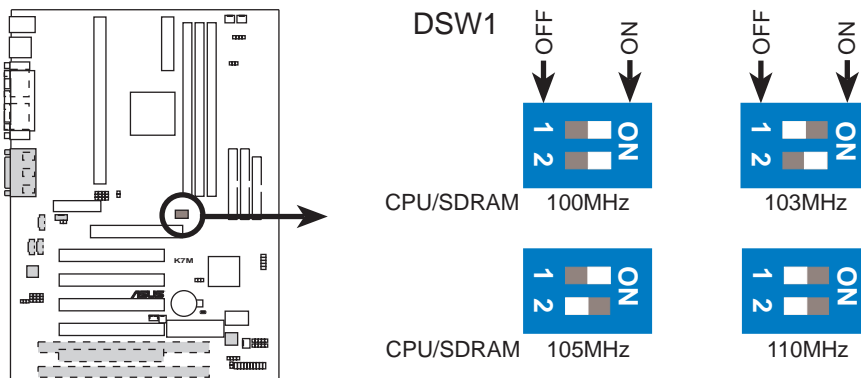 DSW1
OFF
ON
OFF
ON
1
2
ON
1
2
ON
CPU/SDRAM 100MHz
103MHz
K7M
ASUS
1
2
ON
1
2
ON
CPU/SDRAM 105MHz
110MHz